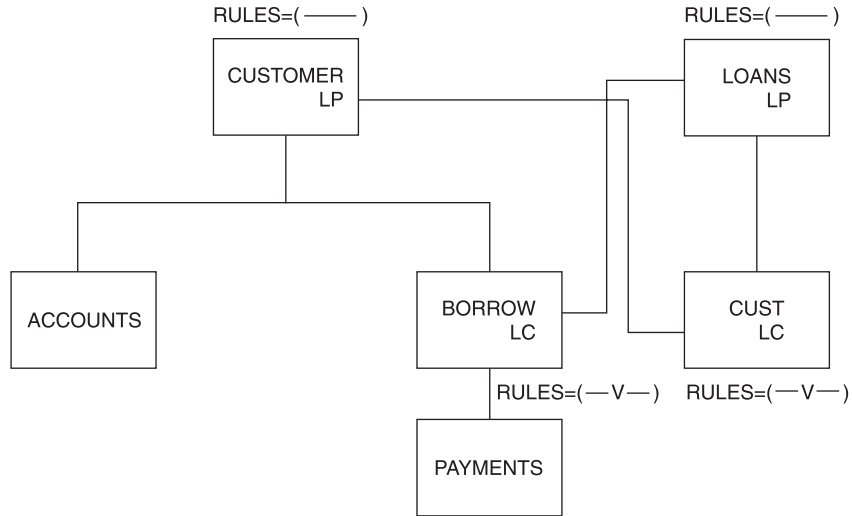 RULES=( —— )
RULES=( —— )
CUSTOMER
LP
LOANS
LP
ACCOUNTS
BORROW
LC
CUST
LC
RULES=( —V— )
RULES=( —V— )
PAYMENTS